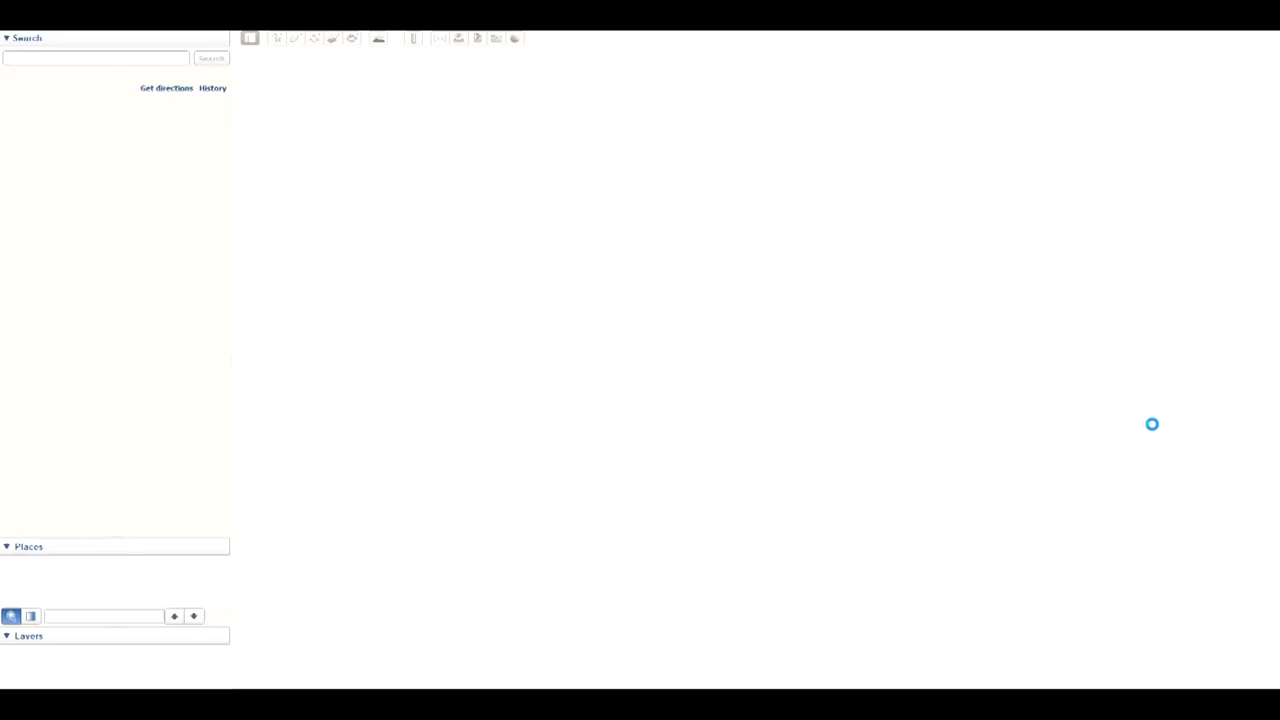 Search
Search
Get directions History
Places
Layers